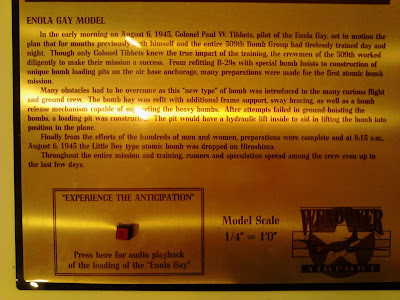 ENOLA GAY MODEL
In the early morning on August 6, 1945, Colonel Paul W. Tibbets, pilot of the Enola Gay, set in motion the
plan that for months previously both himself and the entire 509th Bomb Group had tirelessly trained day and
night. Though only Colonel Tibbets knew the true impact of the training, the crewmen of the 509th worked
diligently to make their mission a success. From refitting B-29s with special bomb hoists to construction of
unique bomb loading pits on the air base anchorage, many preparations were made for the first atomic bomb
mission.
Many obstacles had to be overcome as this "new type" of bomb was introduced to the many curious flight
and ground crew. The bomb bay was refit with additional frame support, sway bracing, as well as a bomb
release mechanism capable of supporting the heavy bombs. After attempts failed in ground-hoisting the
bombs, a loading pit was constructed. The pit would have a hydraulic lift inside to aid in lifting the bomb into
position in the plane.
Finally from the efforts of the hundreds of men and women, preparations were complete and at 8:15 a.m.,
August 6, 1945 the Little Boy type atomic bomb was dropped on Hiroshima.
Throughout the entire mission and training, rumors and speculation spread among the crew even up to
the last few days.
"EXPERIENCE THE ANTICIPATION"
Press here for audio playback
of the loading of the "Enola Gay"
Model Scale
1/4" = 1'0"
WENDOVER
AIRPORT